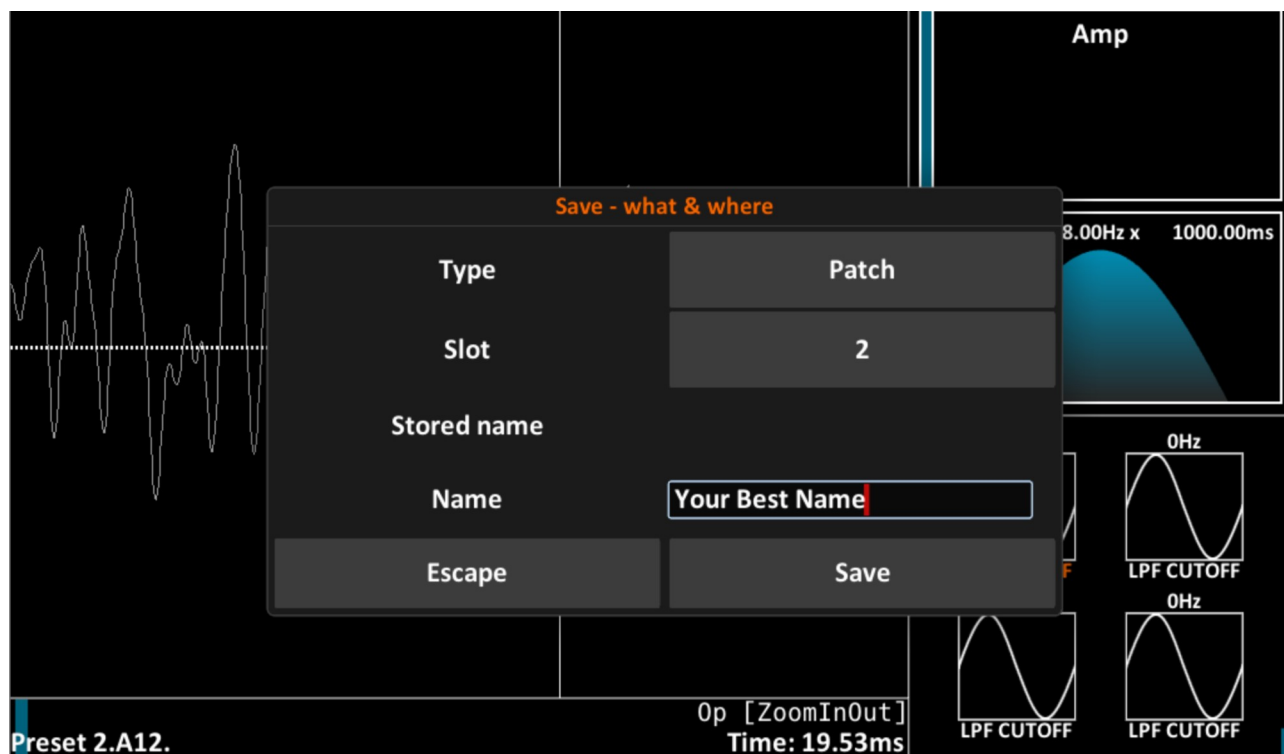 Amp
Save - what & where
8.00Hz x 1000.00ms
Type Patch
Slot 2
Stored name
0Hz
Name Your Best Name
Escape Save
F LPF CUTOFF
0Hz
Op [ZoomInOut]
LPF CUTOFF LPF CUTOFF
Preset 2.A12. Time: 19.53ms